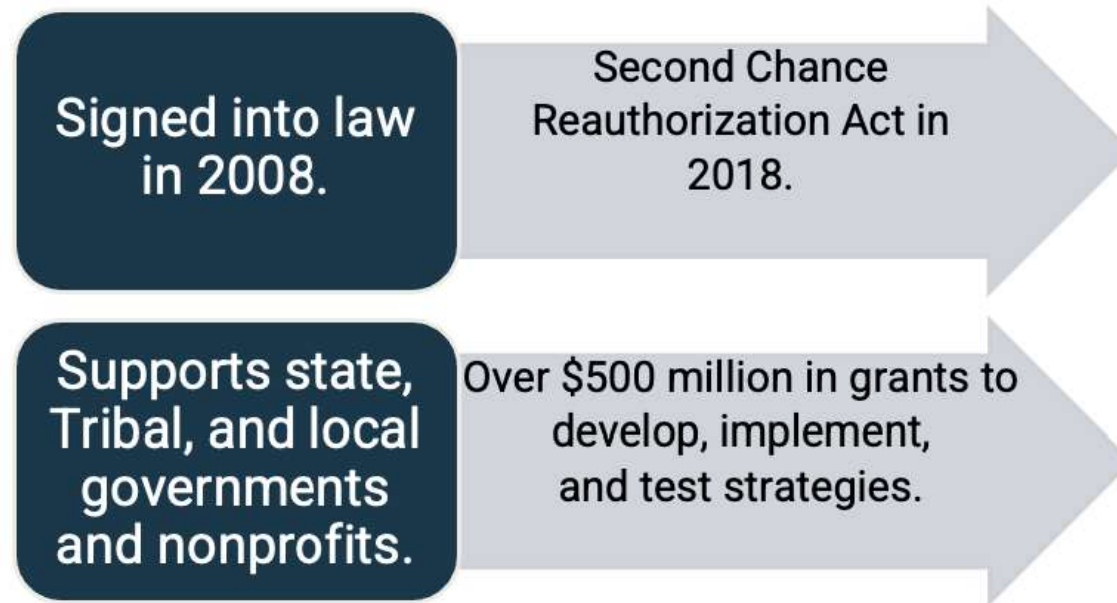 Signed into law
in 2008.
Second Chance
Reauthorization Act in
2018.
Supports state,
Tribal, and local
governments
and nonprofits.
Over $500 million in grants to
develop, implement,
and test strategies.